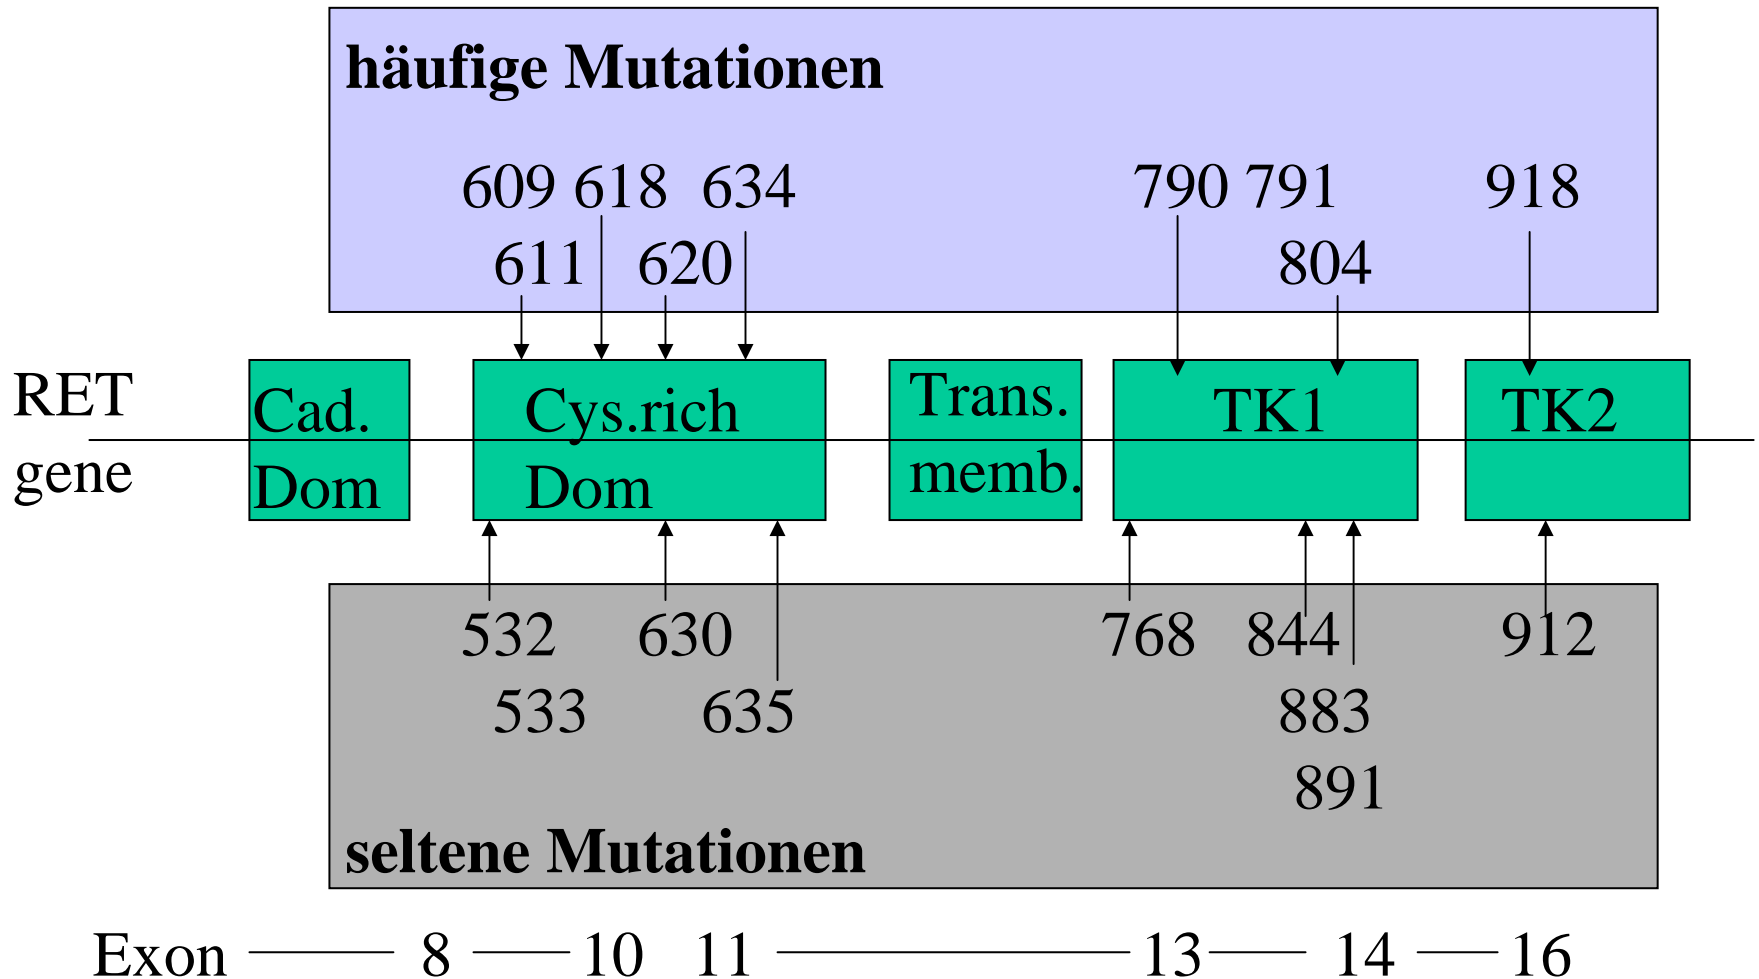 häufige Mutationen
609 618 634 790 791 918
611 620 804
RET gene
Cad. Dom
Cys.rich Dom
Trans. memb.
TK1
TK2
532 630 768 844 912
533 635 883
891
seltene Mutationen
Exon 8 10 11 13 14 16